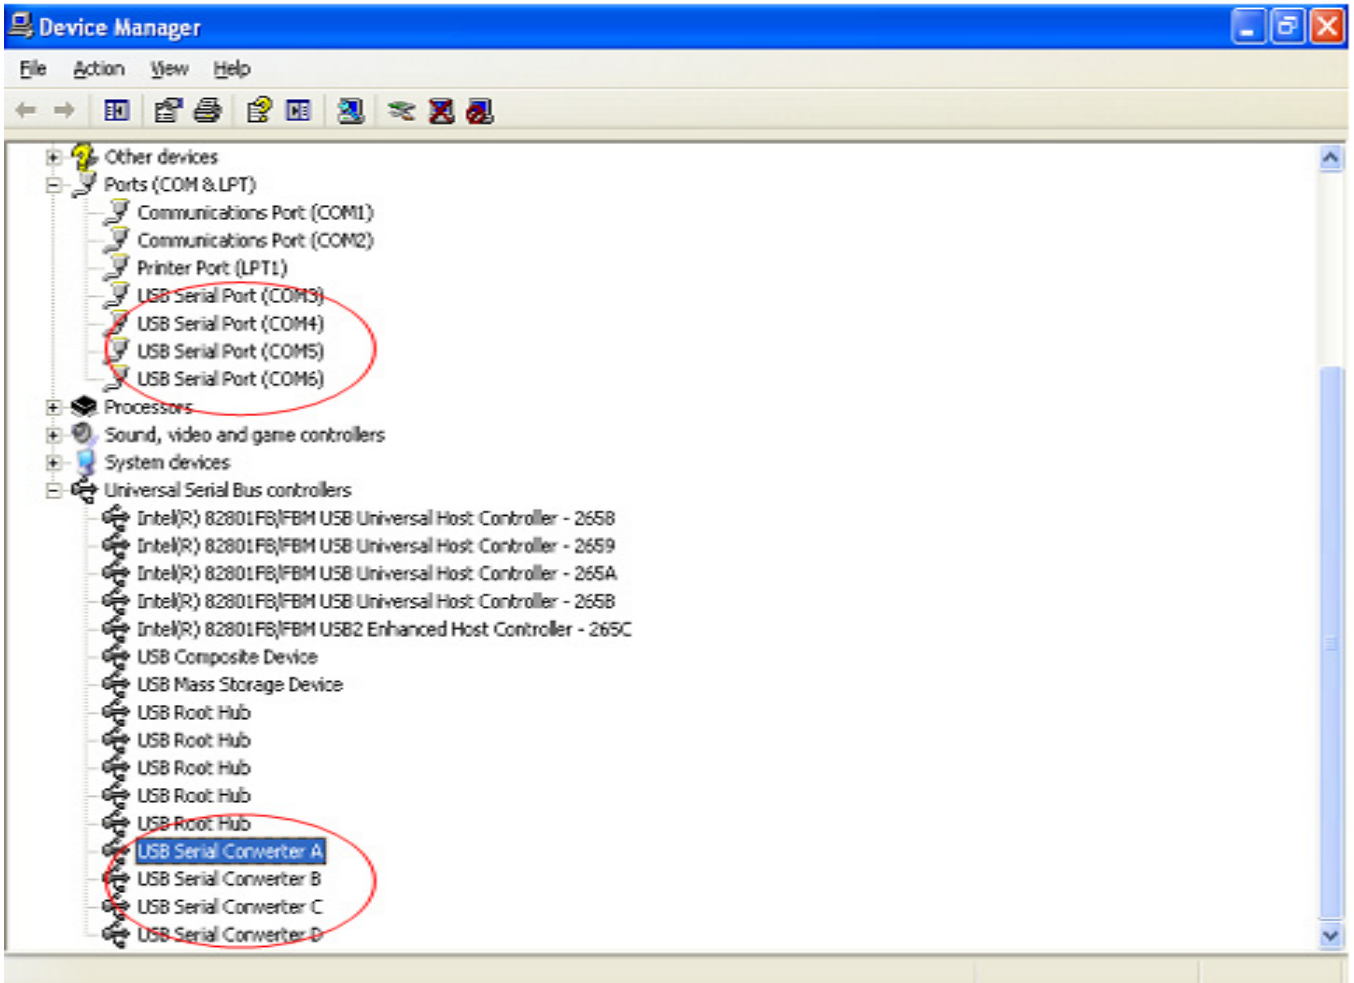 Device Manager
File Action View Help
Other devices
Ports (COM & LPT)
Communications Port (COM1)
Communications Port (COM2)
Printer Port (LPT1)
USB Serial Port (COM3)
USB Serial Port (COM4)
USB Serial Port (COM5)
USB Serial Port (COM6)
Processors
Sound, video and game controllers
System devices
Universal Serial Bus controllers
Intel(R) 82801FB/FBM USB Universal Host Controller - 2658
Intel(R) 82801FB/FBM USB Universal Host Controller - 2659
Intel(R) 82801FB/FBM USB Universal Host Controller - 265A
Intel(R) 82801FB/FBM USB Universal Host Controller - 265B
Intel(R) 82801FB/FBM USB2 Enhanced Host Controller - 265C
USB Composite Device
USB Mass Storage Device
USB Root Hub
USB Root Hub
USB Root Hub
USB Root Hub
USB Root Hub
USB Serial Converter A
USB Serial Converter B
USB Serial Converter C
USB Serial Converter D